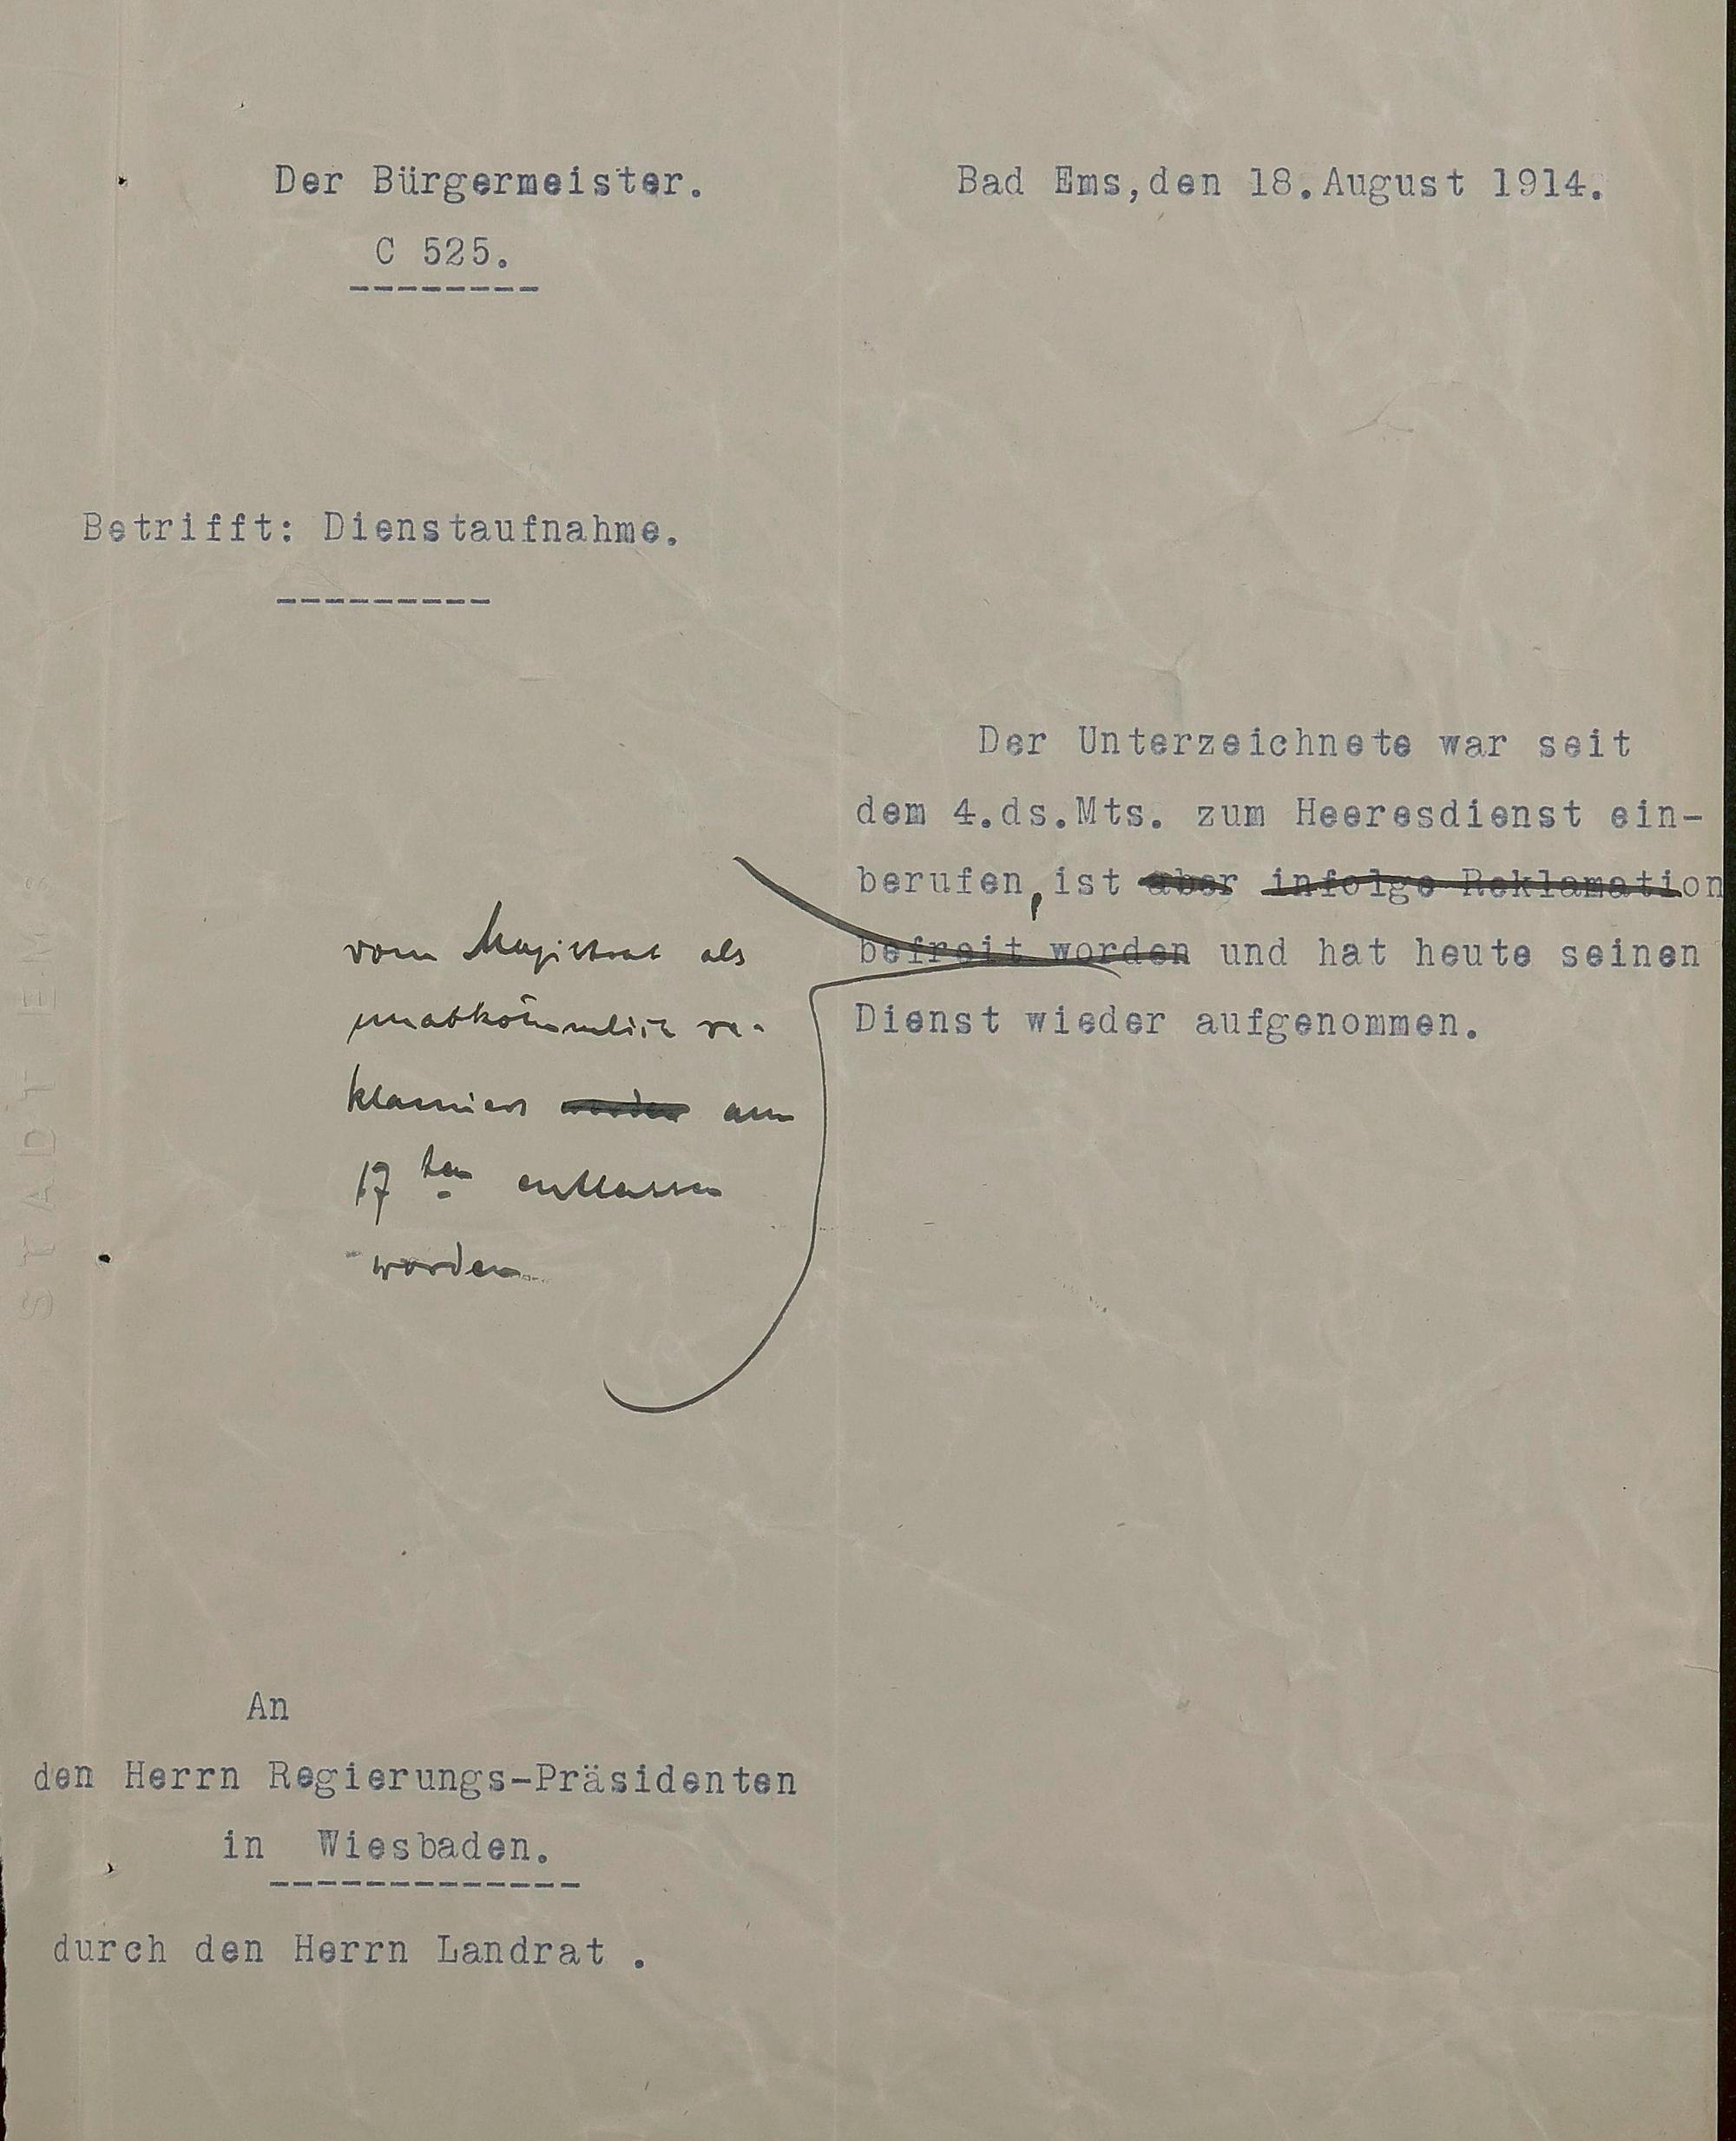 Der Bürgermeister.
C 525.
Bad Ems,den 18.August 1914.
Betrifft: Dienstaufnahme.
Der Unterzeichnete war seit
dem 4.ds.Mts. zum Heeresdienst ein-
berufen,ist aber infolge Reklamation
befreit worden und hat heute seinen
Dienst wieder aufgenommen.
vom Magistrat als
unabkömmlich re-
klamiert worden am
17ten entlassen
worden
An
den Herrn Regierungs-Präsidenten
in Wiesbaden.
durch den Herrn Landrat .
STADT EMS